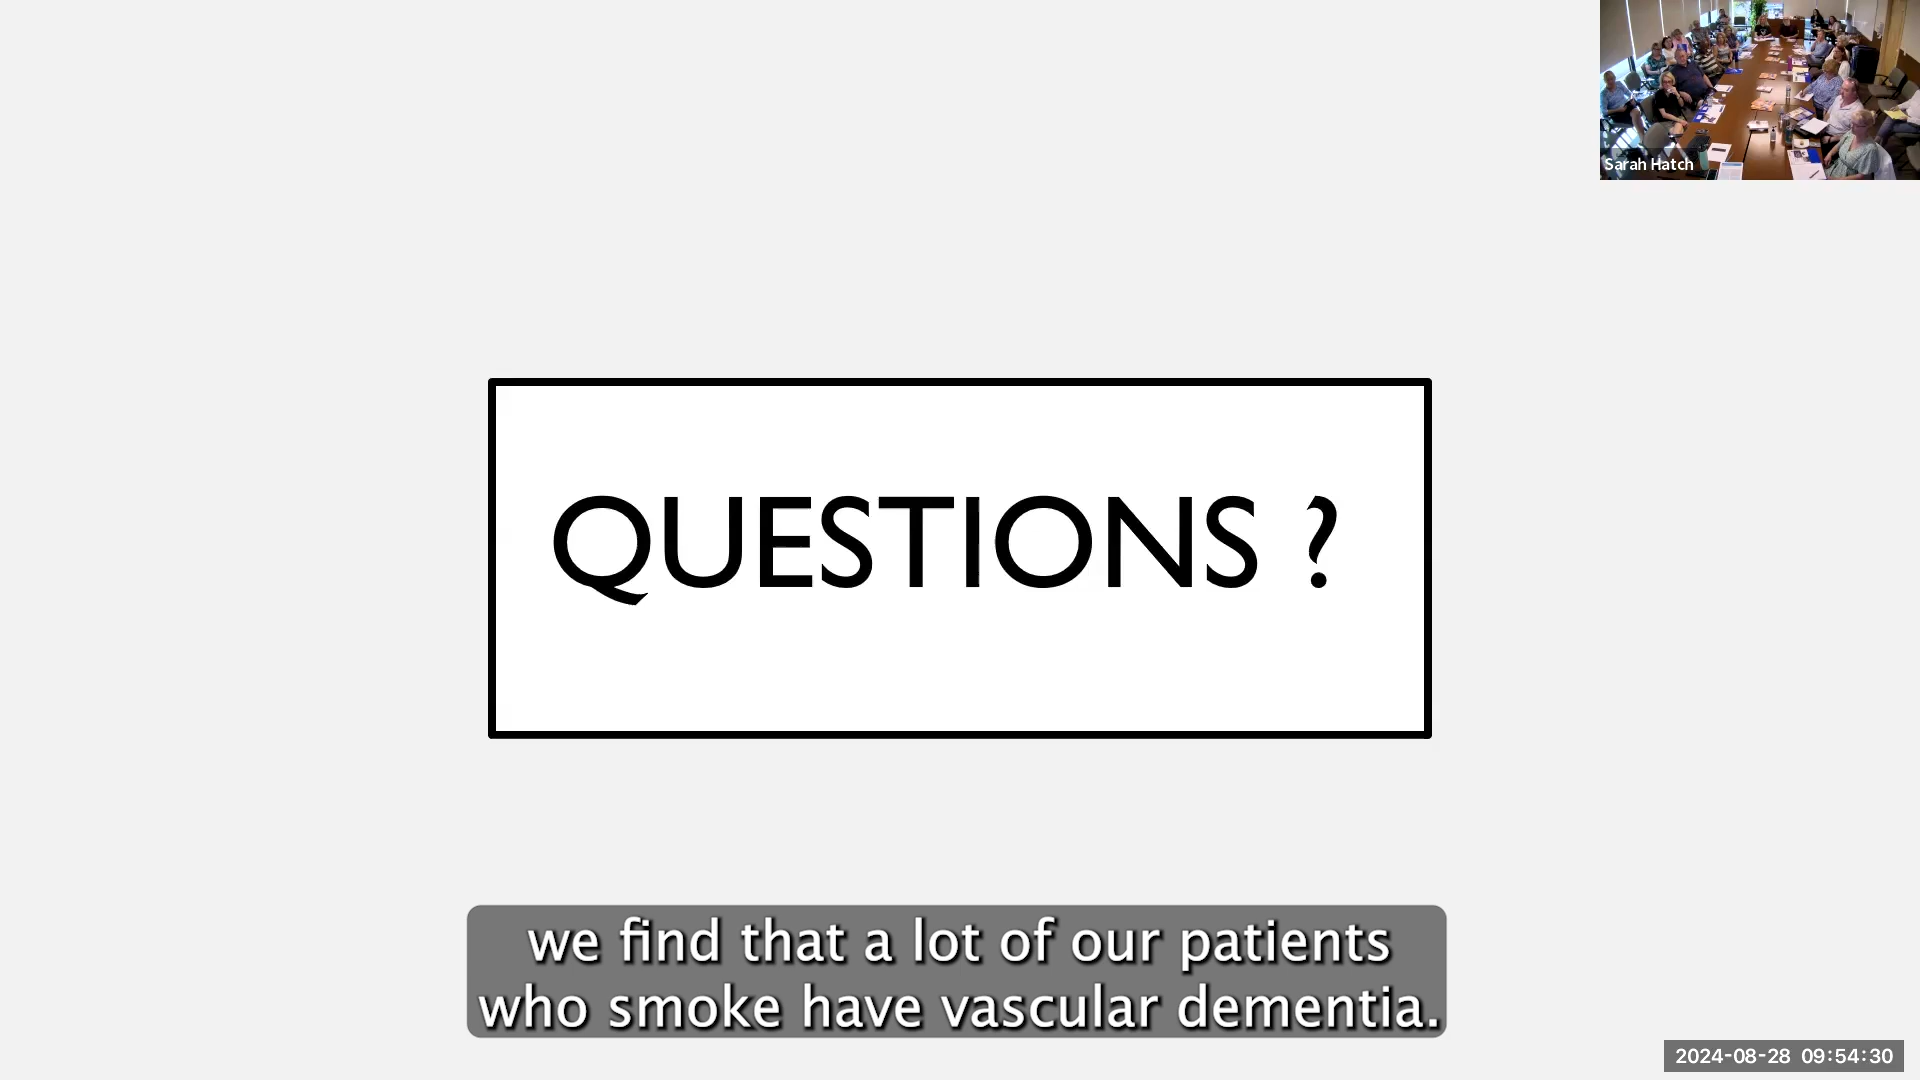 Sarah Hatch
QUESTIONS ?
we find that a lot of our patients
who smoke have vascular dementia.
2024-08-28 09:54:30